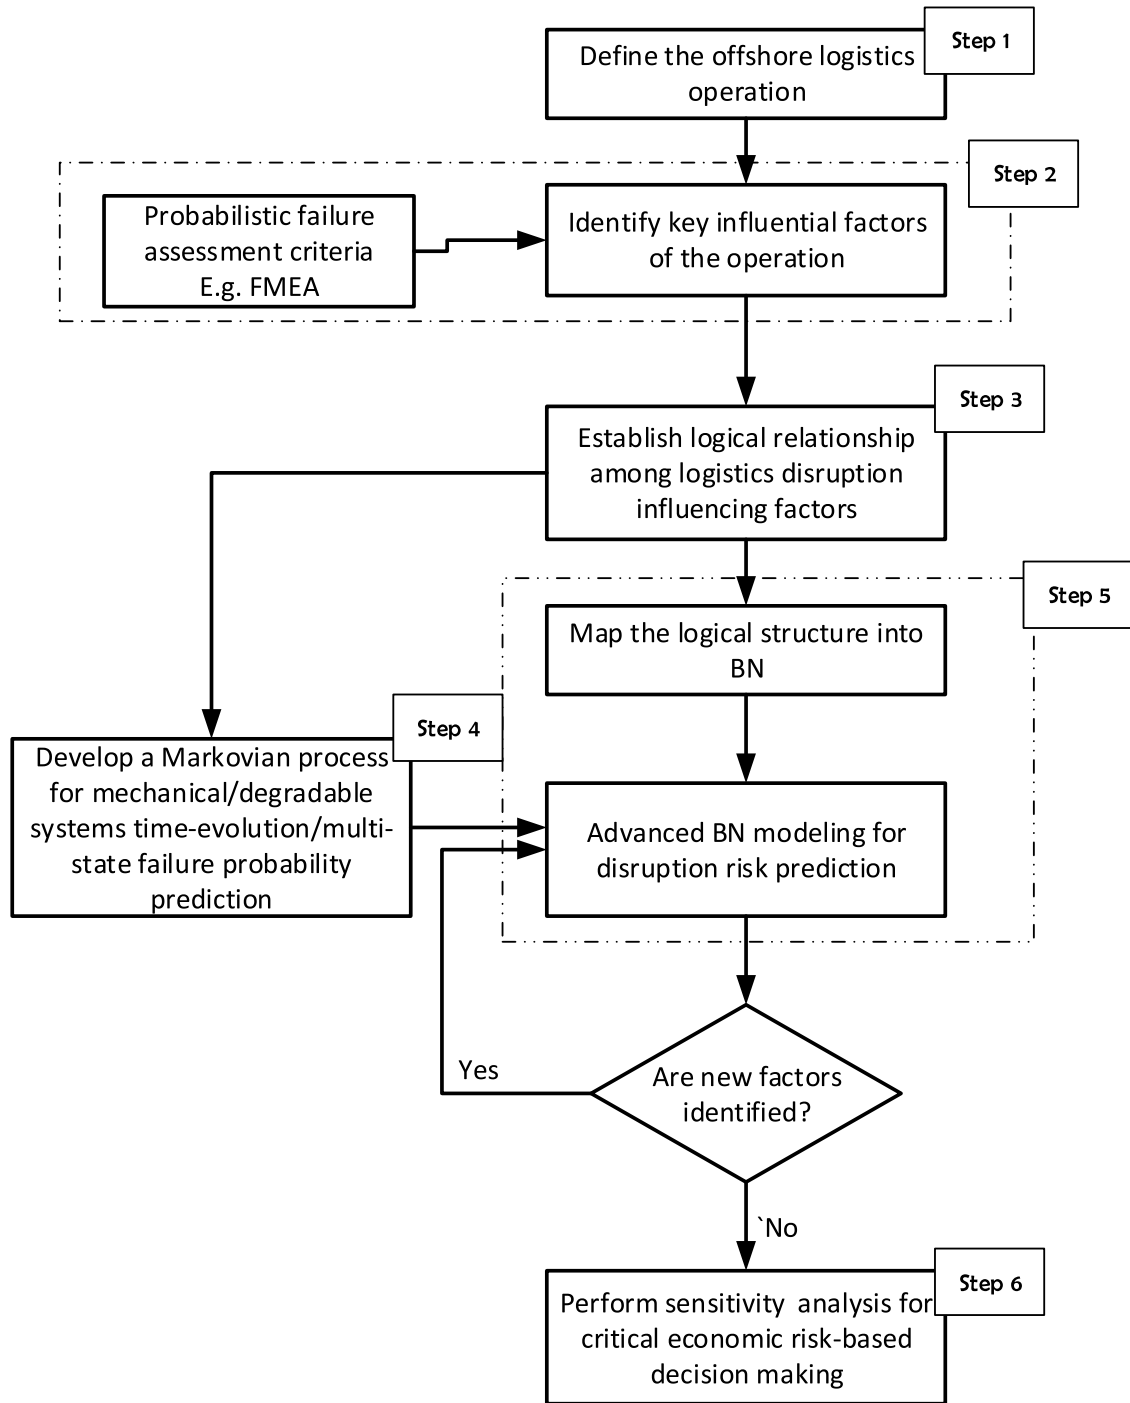 Step 1
Define the offshore logistics
operation
Step 2
Probabilistic failure
assessment criteria
E.g. FMEA
Identify key influential factors
of the operation
Step 3
Establish logical relationship
among logistics disruption
influencing factors
Step 5
Map the logical structure into
BN
Step 4
Develop a Markovian process
for mechanical/degradable
systems time-evolution/multi-
state failure probability
prediction
Advanced BN modeling for
disruption risk prediction
Yes
Are new factors
identified?
`No
Step 6
Perform sensitivity analysis for
critical economic risk-based
decision making